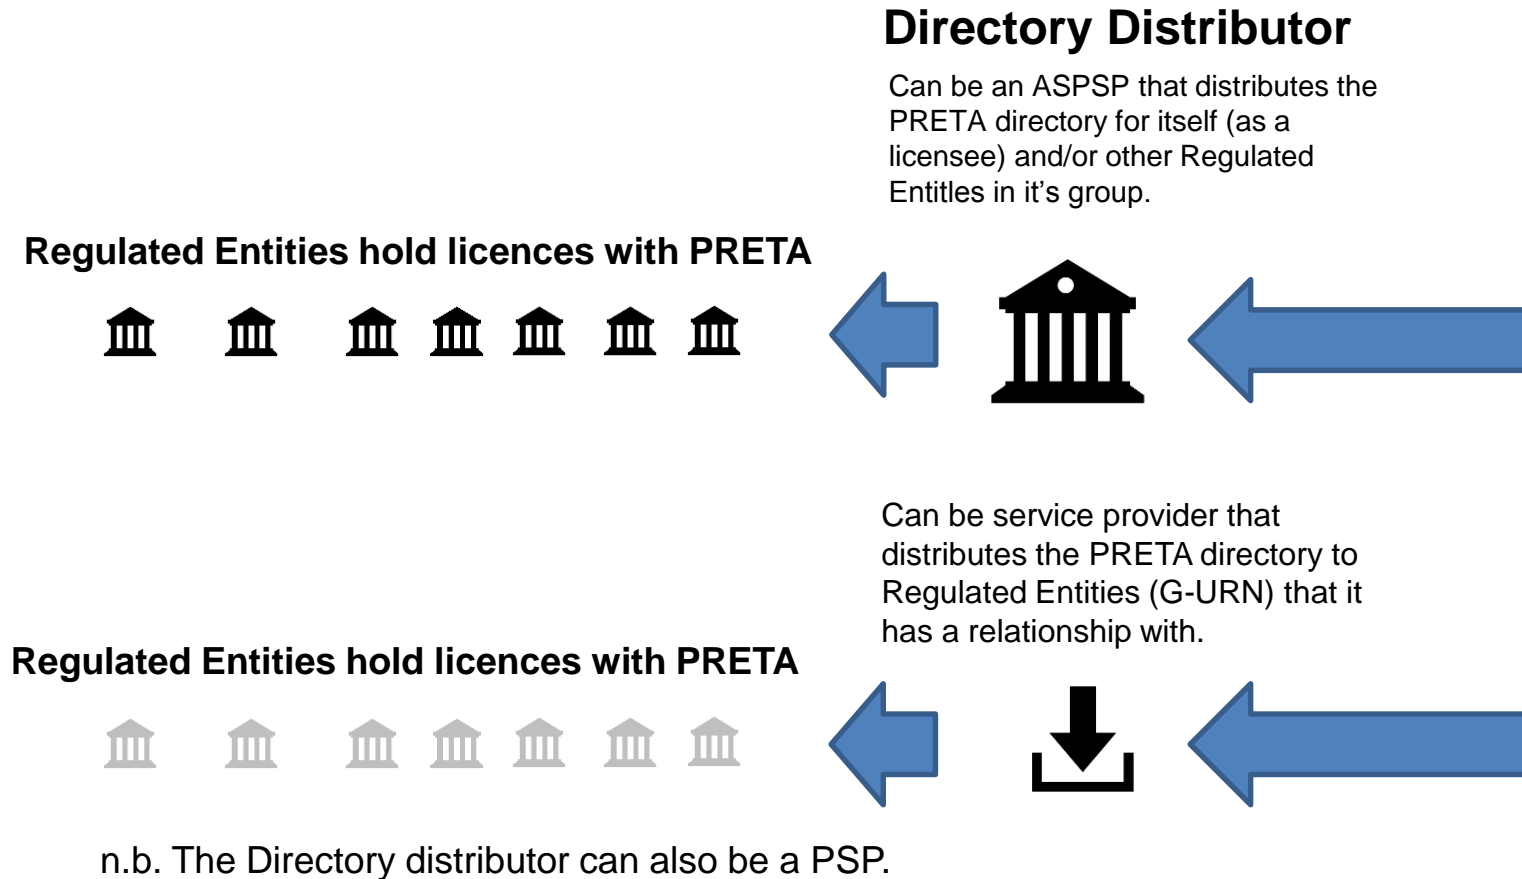 Directory Distributor
Can be an ASPSP that distributes the
PRETA directory for itself (as a
licensee) and/or other Regulated
Entitles in it's group.
Regulated Entities hold licences with PRETA
Can be service provider that
distributes the PRETA directory to
Regulated Entities (G-URN) that it
has a relationship with.
Regulated Entities hold licences with PRETA
n.b. The Directory distributor can also be a PSP.